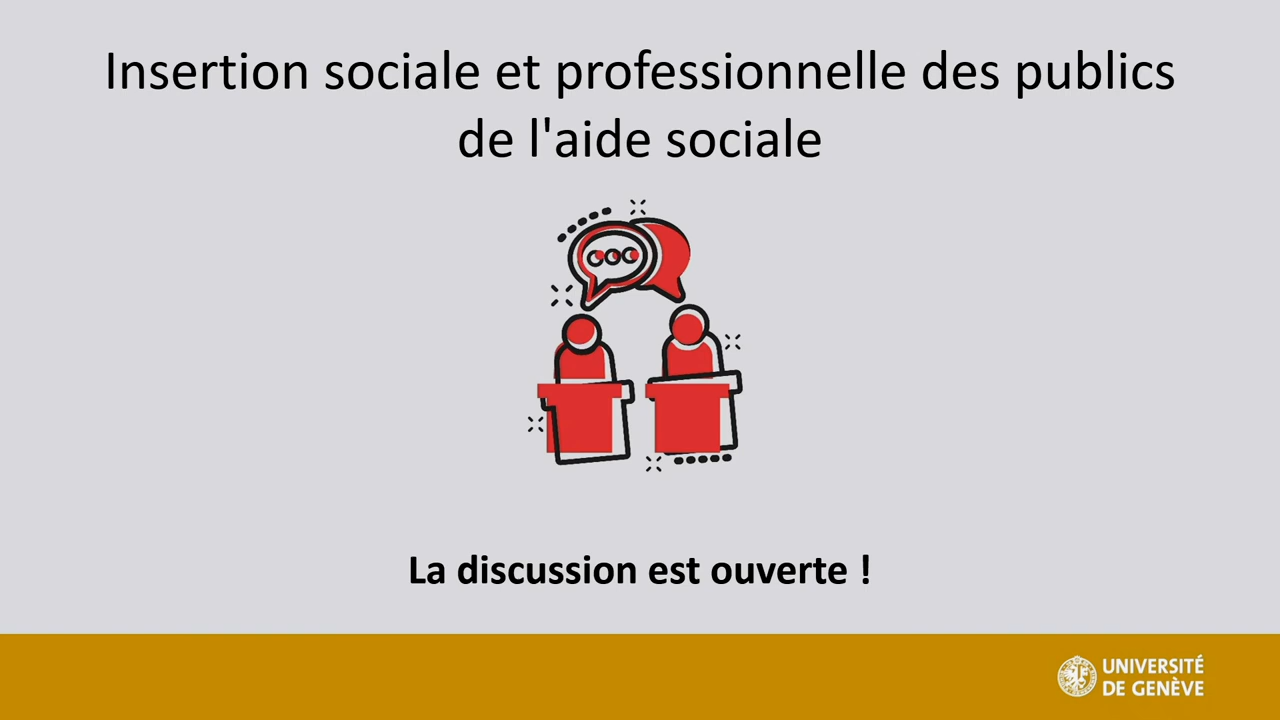 Insertion sociale et professionnelle des publics
de l'aide sociale
La discussion est ouverte !
UNIVERSITÉ
DE GENÈVE